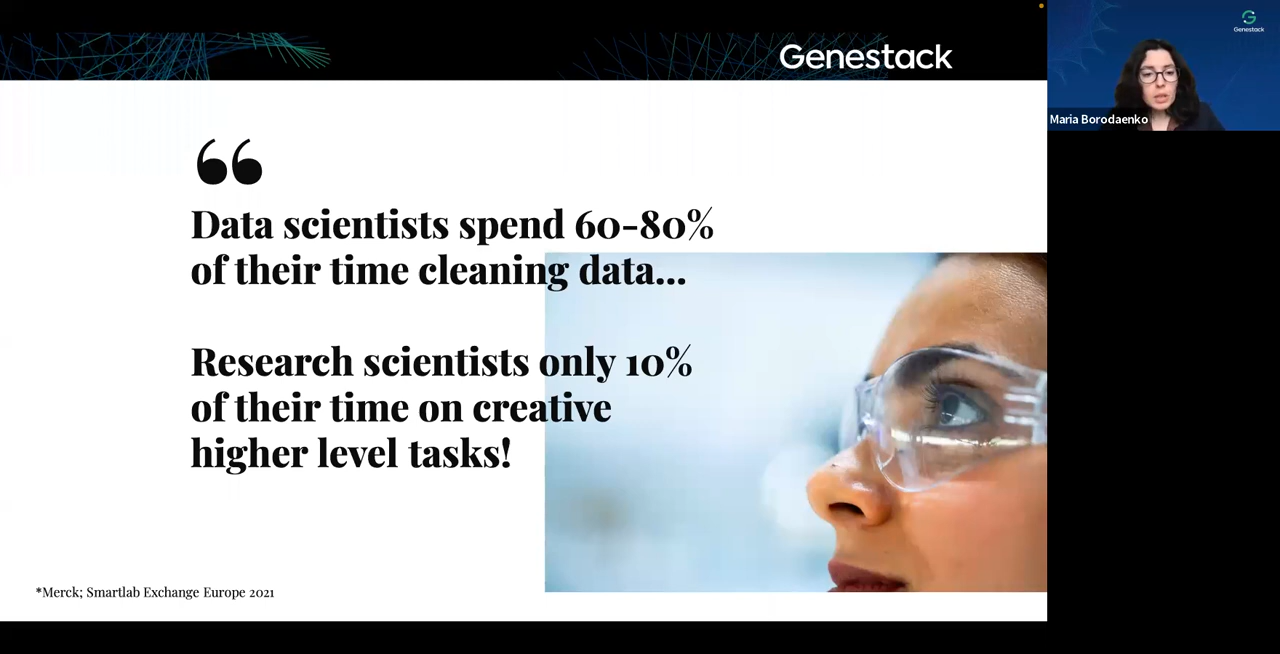 Genestack
Genestack
Maria Borodaenko
“
Data scientists spend 60-80%
of their time cleaning data...
Research scientists only 10%
of their time on creative
higher level tasks!
*Merck; Smartlab Exchange Europe 2021